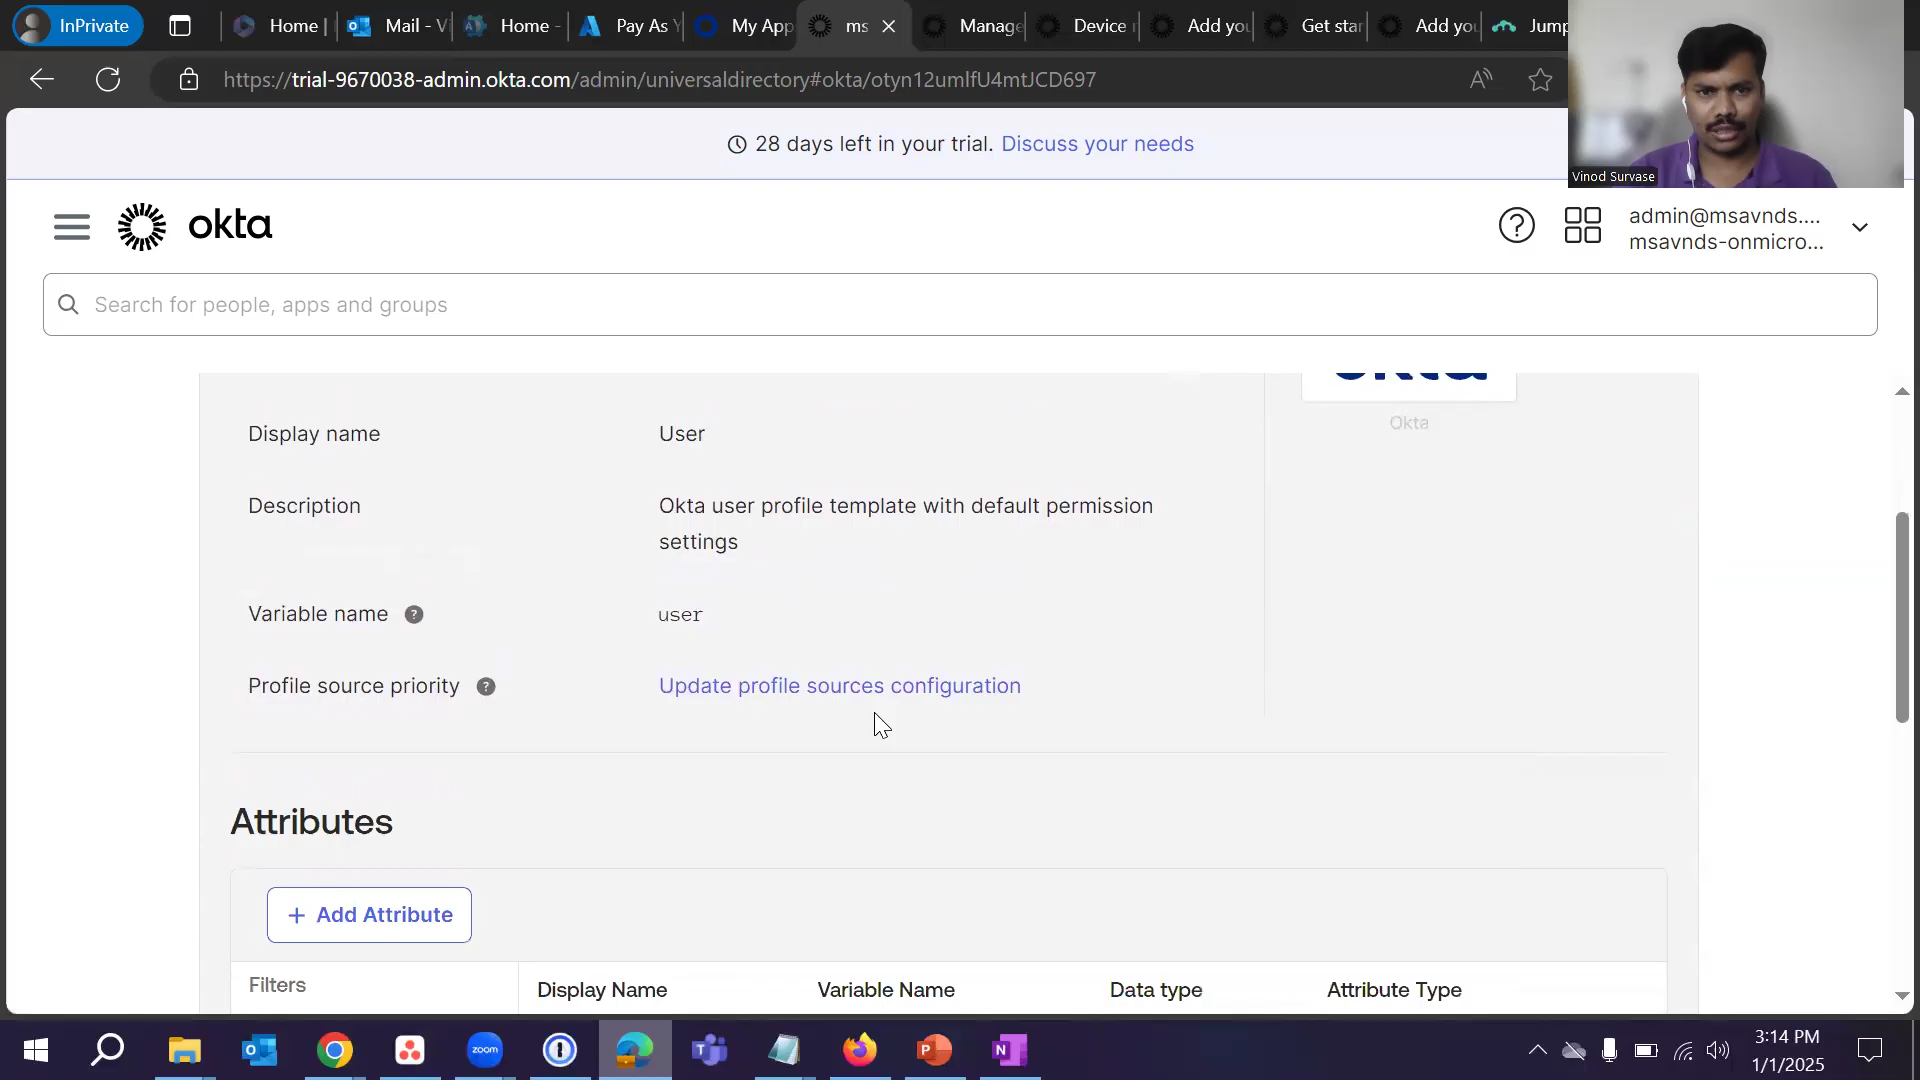 InPrivate
Home |
Mail - Vi
Home -
Pay As Y
My App
ms
Manage
Device r
Add you
Get star
Add you
Jump
https://trial-9670038-admin.okta.com/admin/universaldirectory#okta/otyn12umlfU4mtJCD697
28 days left in your trial. Discuss your needs
Vinod Survase
okta
admin@msavnds....
msavnds-onmicro...
Search for people, apps and groups
Okta
Display name
User
Description
Okta user profile template with default permission
settings
Variable name
user
Profile source priority
Update profile sources configuration
Attributes
+ Add Attribute
Filters
Display Name
Variable Name
Data type
Attribute Type
zoom
3:14 PM
1/1/2025